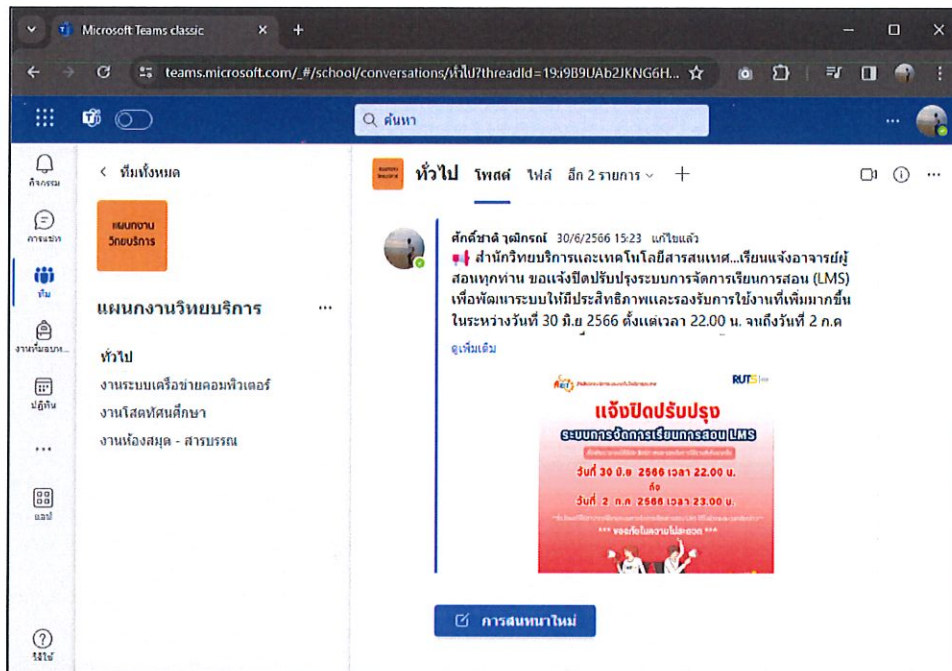 Microsoft Teams classic
teams.microsoft.com/_#/school/conversations/ทั่วไป?threadId=19:i9B9UAb2JKNG6H...
ค้นหา
กิจกรรม
การแชท
ทีม
งานที่มอบห...
ปฏิทิน
แอป
วิธีใช้
ทีมทั้งหมด
แผนกงาน
วิทยบริการ
แผนกงานวิทยบริการ
ทั่วไป
งานระบบเครือข่ายคอมพิวเตอร์
งานโสตทัศนศึกษา
งานห้องสมุด - สารบรรณ
ทั่วไป โพสต์ ไฟล์ อีก 2 รายการ
ศักดิ์ชาติ วุฒิกรณ์ 30/6/2566 15:23 แก้ไขแล้ว
สำนักวิทยบริการและเทคโนโลยีสารสนเทศ...เรียนแจ้งอาจารย์ผู้
สอนทุกท่าน ขอแจ้งปิดปรับปรุงระบบการจัดการเรียนการสอน (LMS)
เพื่อพัฒนาระบบให้มีประสิทธิภาพและรองรับการใช้งานที่เพิ่มมากขึ้น
ในระหว่างวันที่ 30 มิ.ย 2566 ตั้งแต่เวลา 22.00 น. จนถึงวันที่ 2 ก.ค
ดูเพิ่มเติม
RUTS
แจ้งปิดปรับปรุง
ระบบการจัดการเรียนการสอน LMS
วันที่ 30 มิ.ย 2566 เวลา 22.00 น.
ถึง
วันที่ 2 ก.ค 2566 เวลา 23.00 น.
*** ขออภัยในความไม่สะดวก ***
การสนทนาใหม่